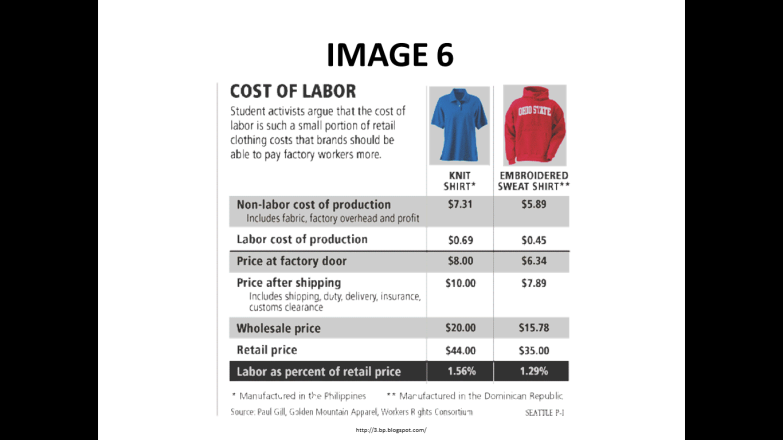 IMAGE 6
COST OF LABOR
Student activists argue that the cost of
labor is such a small portion of retail
clothing costs that brands should be
able to pay factory workers more.
OHIO STATE
KNIT
SHIRT*
EMBROIDERED
SWEAT SHIRT**
Non-labor cost of production $7.31 $5.89
Includes fabric, factory overhead and profit
Labor cost of production $0.69 $0.45
Price at factory door $8.00 $6.34
Price after shipping $10.00 $7.89
Includes shipping, duty, delivery, insurance,
customs clearance
Wholesale price $20.00 $15.78
Retail price $44.00 $35.00
Labor as percent of retail price 1.56% 1.29%
* Manufactured in the Philippines ** Manufactured in the Dominican Republic
Source: Paul Gill, Golden Mountain Apparel, Workers Rights Consortium SEATTLE P-I
http://3.bp.blogspot.com/